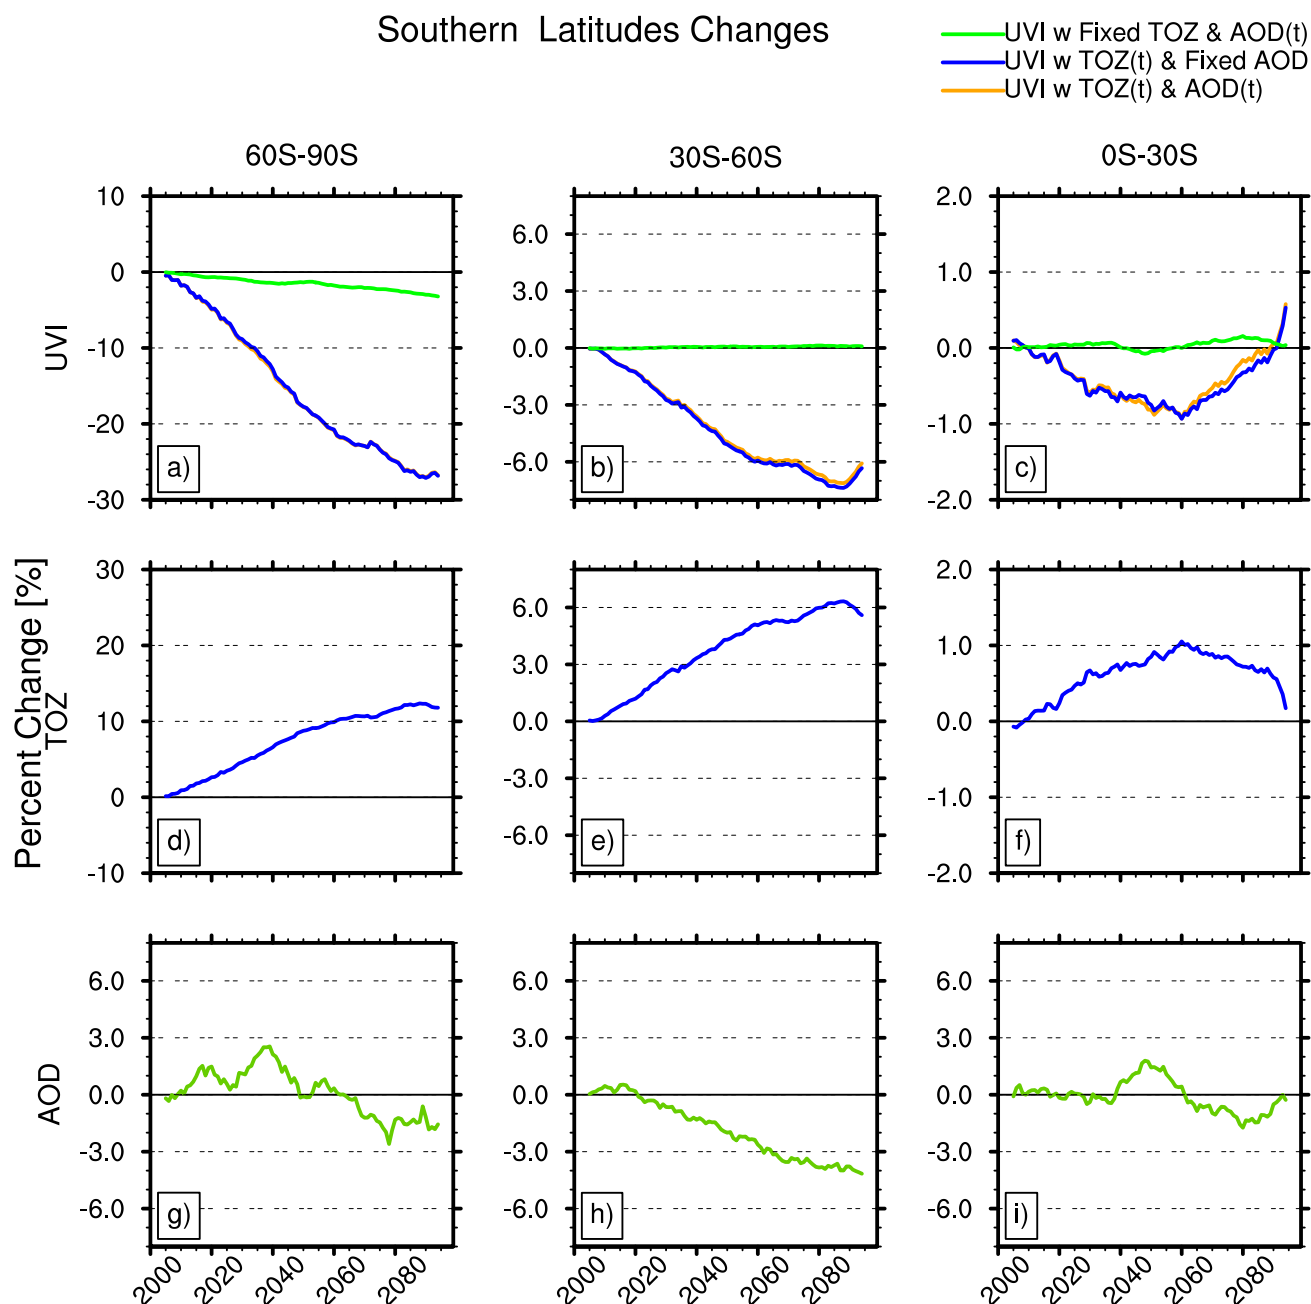 Southern Latitudes Changes
UVI w Fixed TOZ & AOD(t)
UVI w TOZ(t) & Fixed AOD
UVI w TOZ(t) & AOD(t)
60S-90S
30S-60S
0S-30S
Percent Change [%]
UVI
10
0
-10
-20
-30
a)
6.0
3.0
0.0
-3.0
-6.0
b)
2.0
1.0
0.0
-1.0
-2.0
c)
TOZ
30
20
10
0
-10
d)
6.0
3.0
0.0
-3.0
-6.0
e)
2.0
1.0
0.0
-1.0
-2.0
f)
AOD
6.0
3.0
0.0
-3.0
-6.0
g)
6.0
3.0
0.0
-3.0
-6.0
h)
6.0
3.0
0.0
-3.0
-6.0
i)
2000 2020 2040 2060 2080
2000 2020 2040 2060 2080
2000 2020 2040 2060 2080